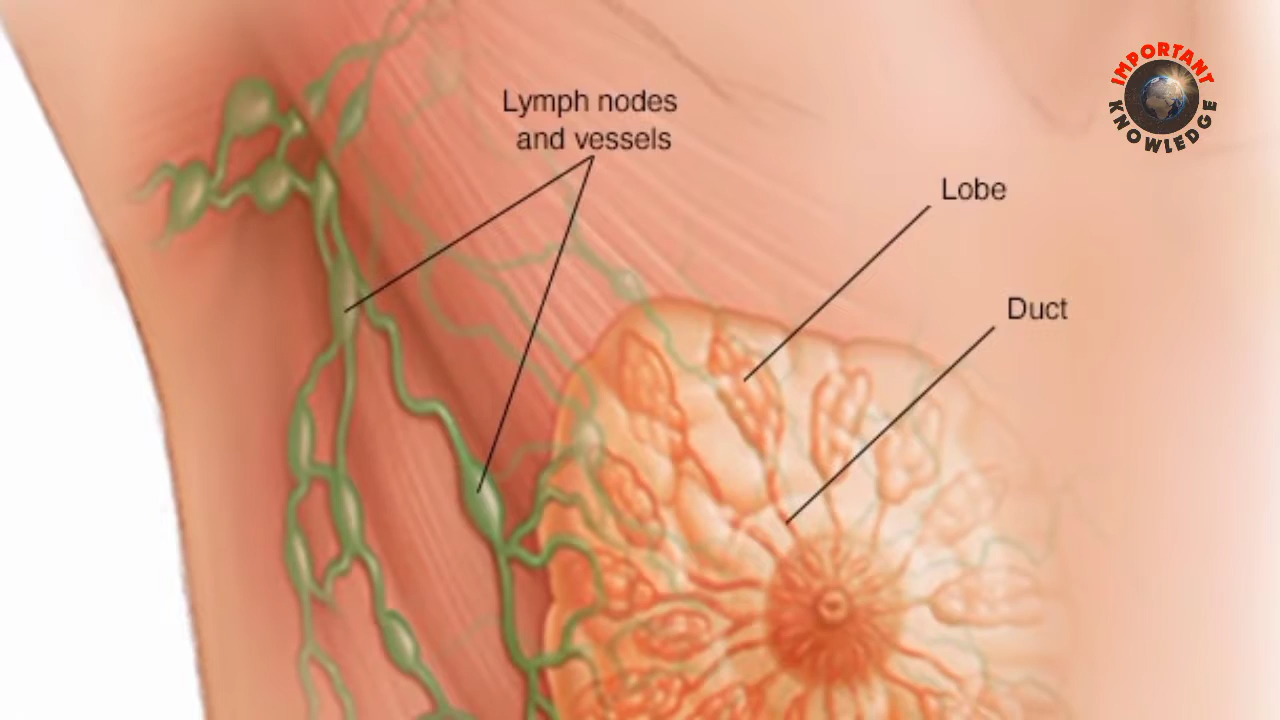 IMPORTANT
KNOWLEDGE
Lymph nodes
and vessels
Lobe
Duct